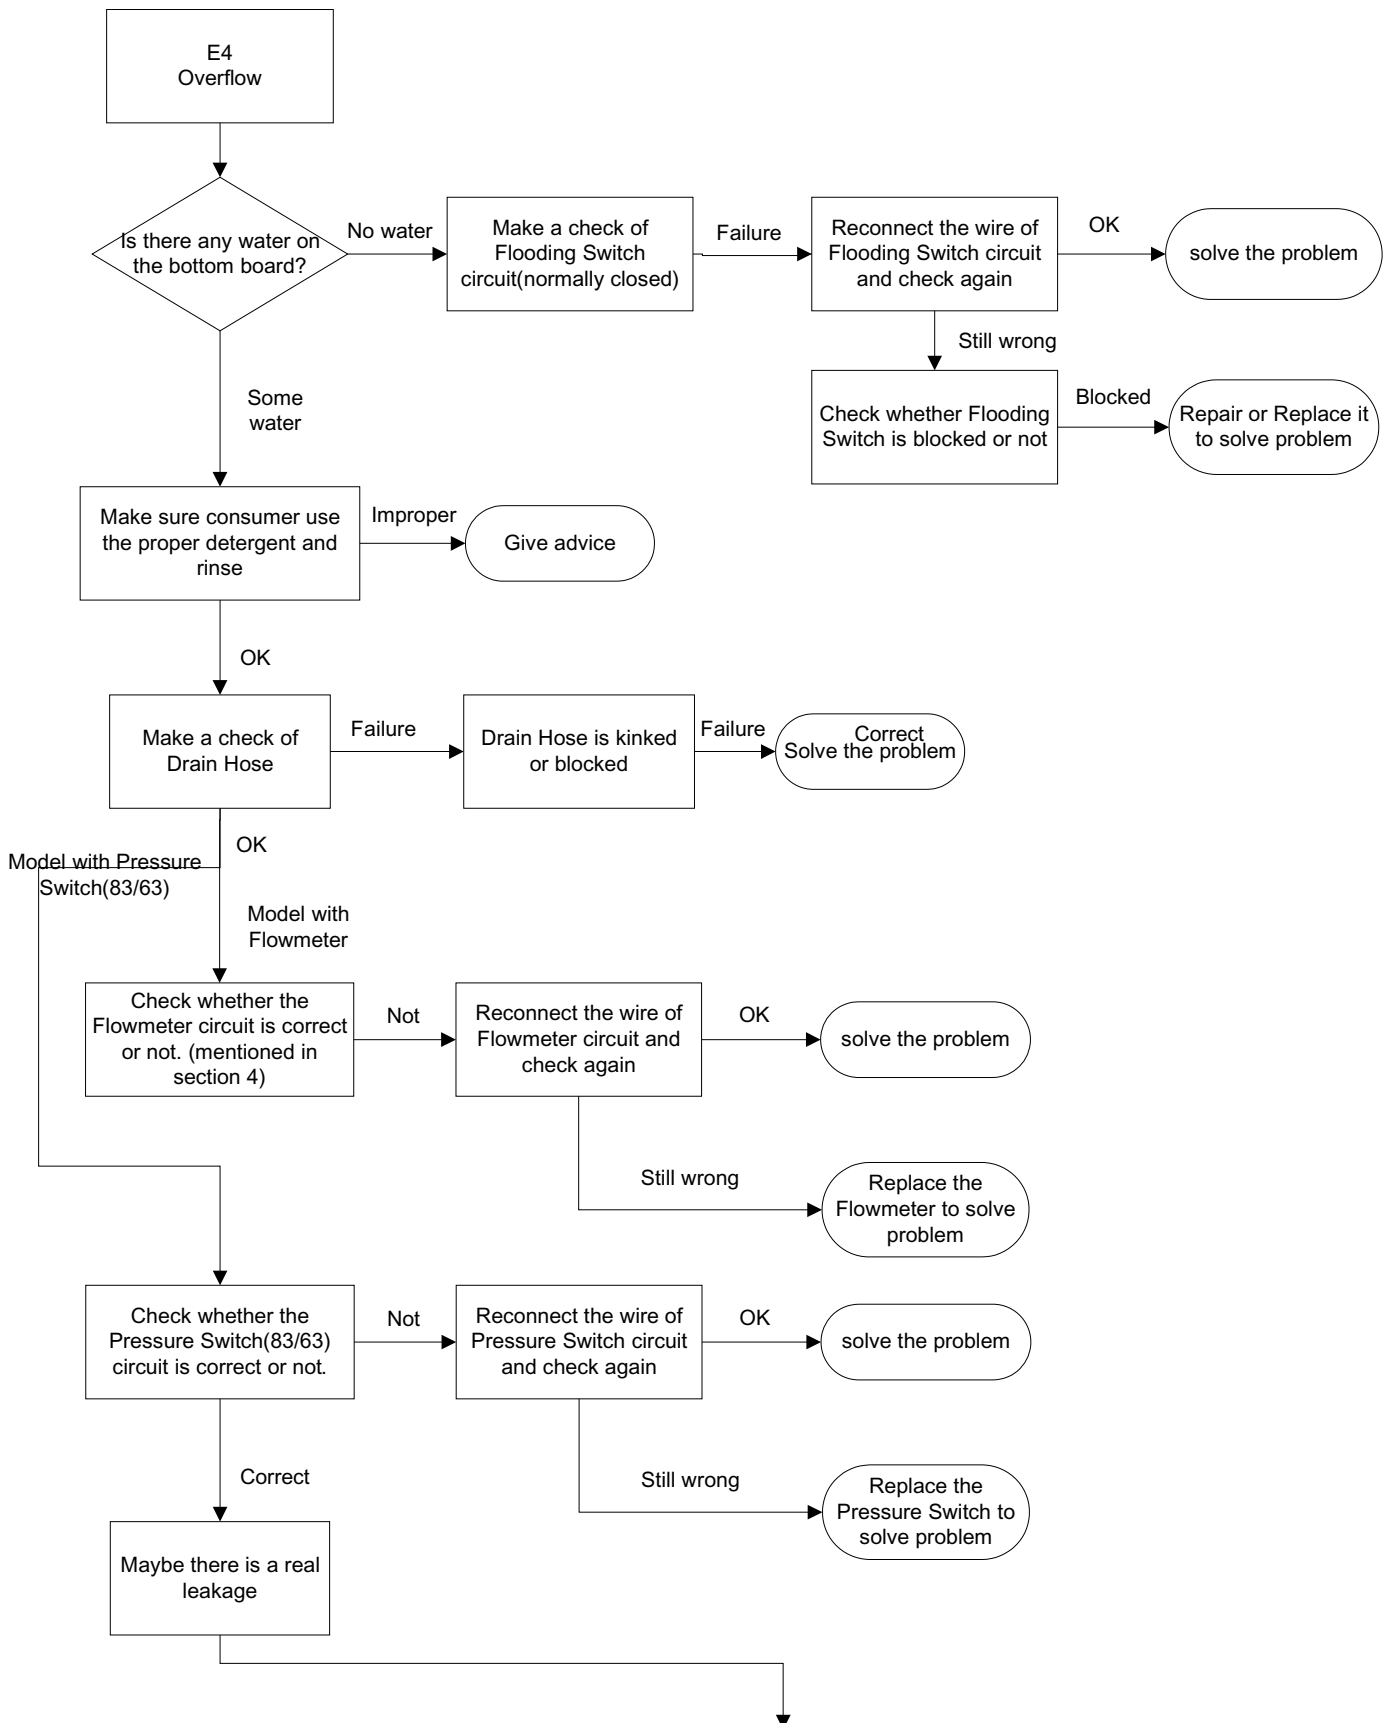 E4
Overflow
Is there any water on
the bottom board?
No water
Make a check of
Flooding Switch
circuit(normally closed)
Failure
Reconnect the wire of
Flooding Switch circuit
and check again
OK
solve the problem
Still wrong
Check whether Flooding
Switch is blocked or not
Blocked
Repair or Replace it
to solve problem
Some
water
Make sure consumer use
the proper detergent and
rinse
Improper
Give advice
OK
Make a check of
Drain Hose
Failure
Drain Hose is kinked
or blocked
Failure
Correct
Solve the problem
OK
Model with Pressure
Switch(83/63)
Model with
Flowmeter
Check whether the
Flowmeter circuit is correct
or not. (mentioned in
section 4)
Not
Reconnect the wire of
Flowmeter circuit and
check again
OK
solve the problem
Still wrong
Replace the
Flowmeter to solve
problem
Check whether the
Pressure Switch(83/63)
circuit is correct or not.
Not
Reconnect the wire of
Pressure Switch circuit
and check again
OK
solve the problem
Still wrong
Replace the
Pressure Switch to
solve problem
Correct
Maybe there is a real
leakage